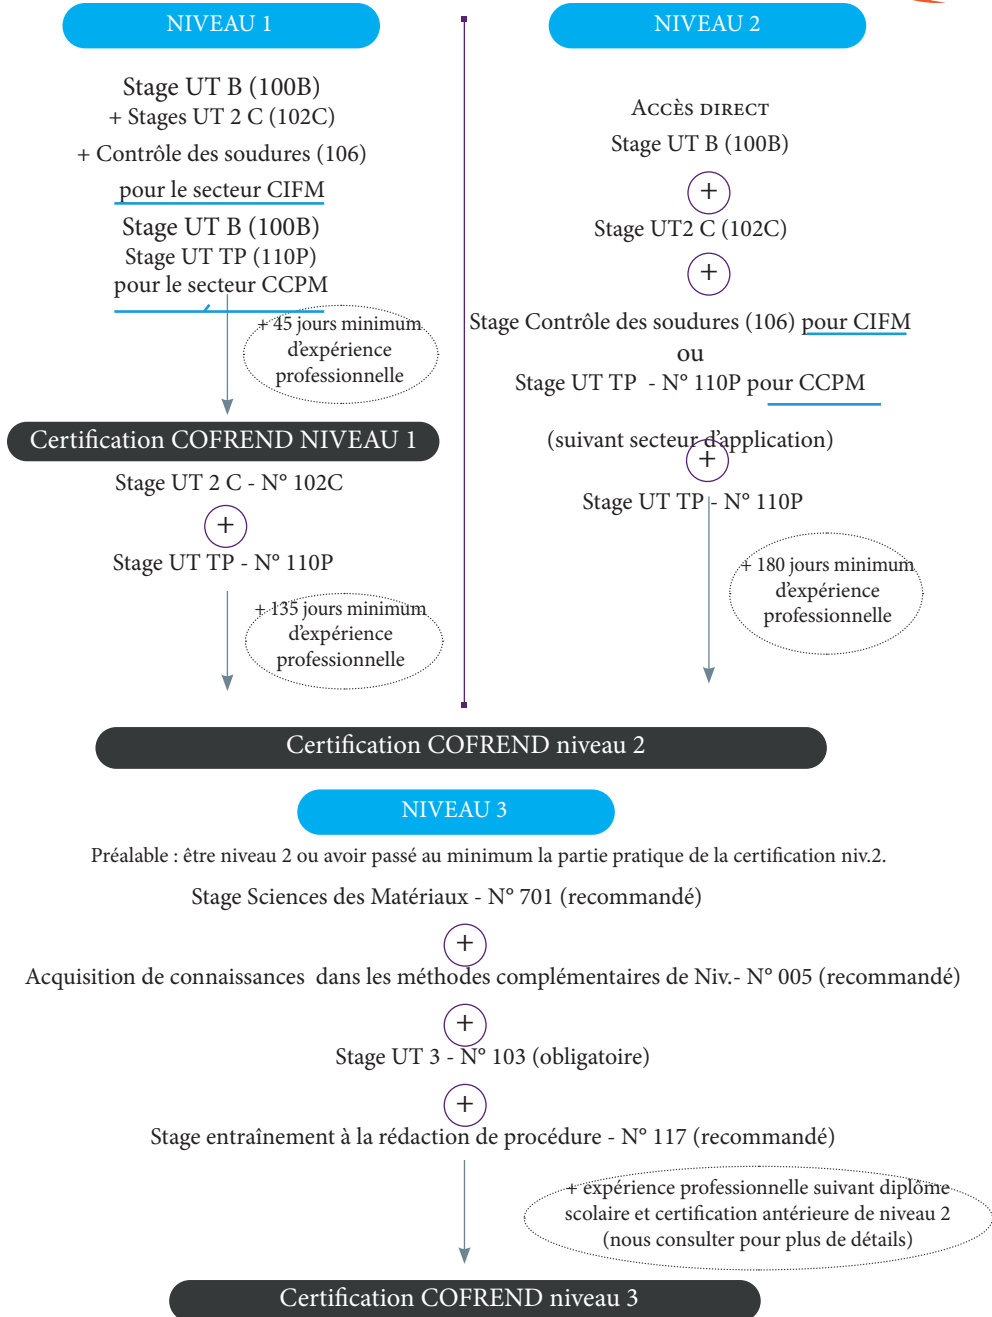 NIVEAU 1
Stage UT B (100B)
+ Stages UT 2 C (102C)
+ Contrôle des soudures (106)
pour le secteur CIFM
Stage UT B (100B)
Stage UT TP (110P)
pour le secteur CCPM
+ 45 jours minimum
d'expérience
professionnelle
Certification COFREND NIVEAU 1
Stage UT 2 C - N° 102C
+
Stage UT TP - N° 110P
+ 135 jours minimum
d'expérience
professionnelle
NIVEAU 2
Accès direct
Stage UT B (100B)
+
Stage UT2 C (102C)
+
Stage Contrôle des soudures (106) pour CIFM
ou
Stage UT TP - N° 110P pour CCPM
(suivant secteur d'application)
+
Stage UT TP - N° 110P
+ 180 jours minimum
d'expérience
professionnelle
Certification COFREND niveau 2
NIVEAU 3
Préalable : être niveau 2 ou avoir passé au minimum la partie pratique de la certification niv.2.
Stage Sciences des Matériaux - N° 701 (recommandé)
+
Acquisition de connaissances dans les méthodes complémentaires de Niv.- N° 005 (recommandé)
+
Stage UT 3 - N° 103 (obligatoire)
+
Stage entraînement à la rédaction de procédure - N° 117 (recommandé)
+ expérience professionnelle suivant diplôme
scolaire et certification antérieure de niveau 2
(nous consulter pour plus de détails)
Certification COFREND niveau 3